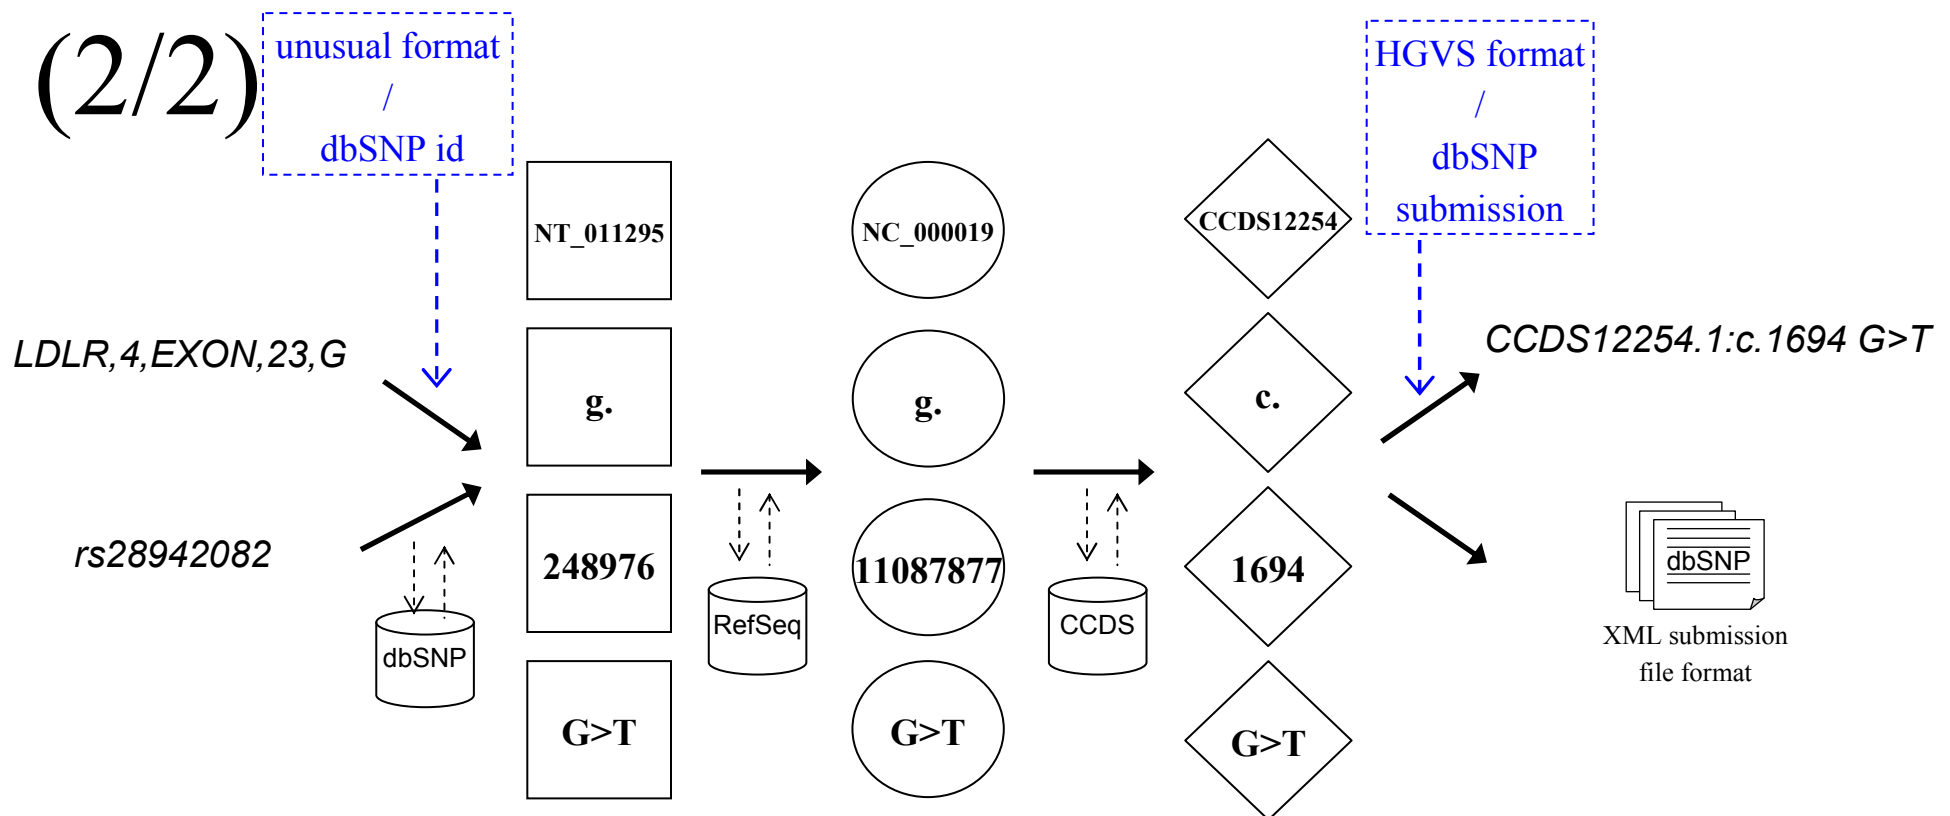 (2/2)
unusual format
/
dbSNP id
HGVS format
/
dbSNP
submission
NT_011295
NC_000019
CCDS12254
LDLR,4,EXON,23,G
g.
g.
c.
CCDS12254.1:c.1694 G>T
rs28942082
248976
11087877
1694
dbSNP
RefSeq
CCDS
dbSNP
XML submission
file format
G>T
G>T
G>T